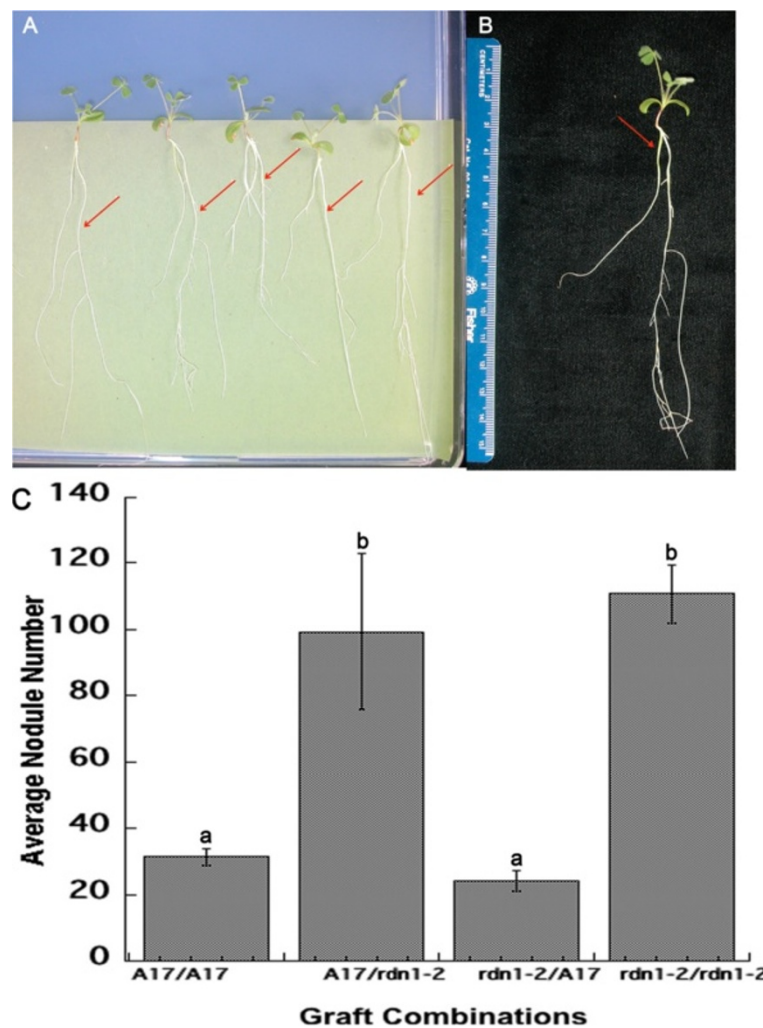 A
B
CENTIMETERS
Fisher
C
Average Nodule Number
140
120
100
80
60
40
20
0
a
b
a
b
A17/A17
A17/rdn1-2
rdn1-2/A17
rdn1-2/rdn1-2
Graft Combinations